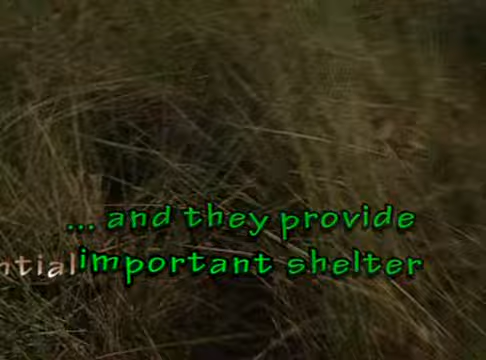 ... and they provide
important shelter